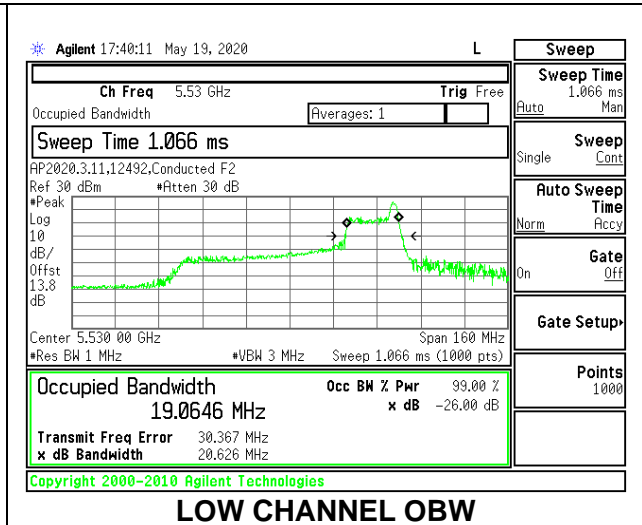 Agilent 17:40:11 May 19, 2020 L
Sweep
Ch Freq 5.53 GHz Trig Free
Occupied Bandwidth Averages: 1
Sweep Time 1.066 ms
AP2020.3.11,12492,Conducted F2
Ref 30 dBm #Atten 30 dB
#Peak
Log
10
dB/
Offst
13.8
dB
Center 5.530 00 GHz Span 160 MHz
#Res BW 1 MHz #VBW 3 MHz Sweep 1.066 ms (1000 pts)
Occupied Bandwidth Occ BW % Pwr 99.00 %
19.0646 MHz x dB -26.00 dB
Transmit Freq Error 30.367 MHz
x dB Bandwidth 20.626 MHz
Copyright 2000-2010 Agilent Technologies
Sweep Time
1.066 ms
Auto Man
Sweep
Single Cont
Auto Sweep
Time
Norm Accy
Gate
On Off
Gate Setup
Points
1000
LOW CHANNEL OBW